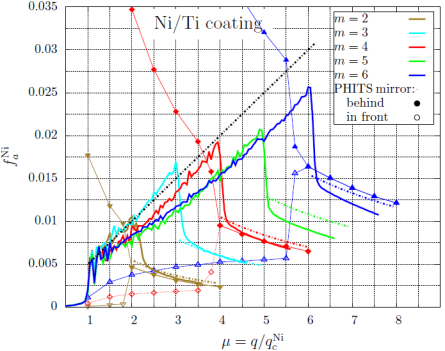 Ni/Ti coating
m = 2
m = 3
m = 4
m = 5
m = 6
PHITS mirror:
behind
in front
0.035
0.03
0.025
0.02
0.015
0.01
0.005
0
f_a^Ni
1 2 3 4 5 6 7 8
μ = q/q_c^Ni